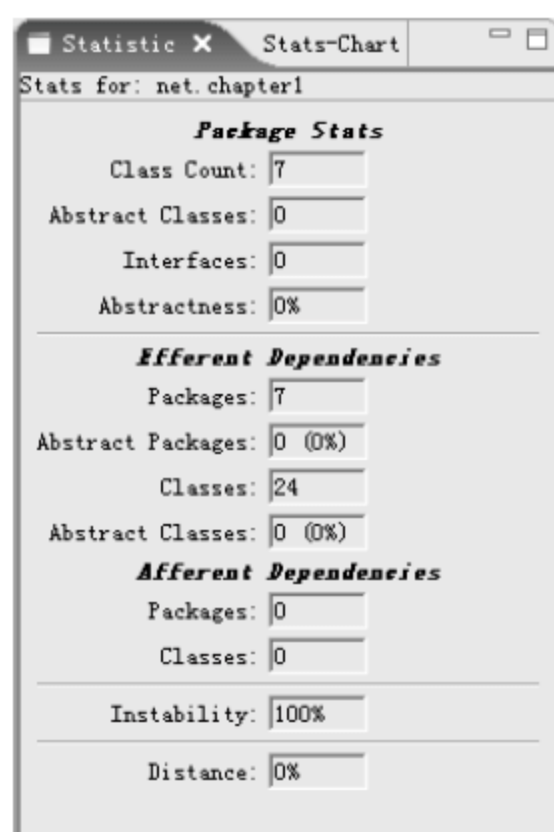 Statistic Stats-Chart
Stats for: net.chapter1
Package Stats
Class Count: 7
Abstract Classes: 0
Interfaces: 0
Abstractness: 0%
Efferent Dependencies
Packages: 7
Abstract Packages: 0 (0%)
Classes: 24
Abstract Classes: 0 (0%)
Afferent Dependencies
Packages: 0
Classes: 0
Instability: 100%
Distance: 0%